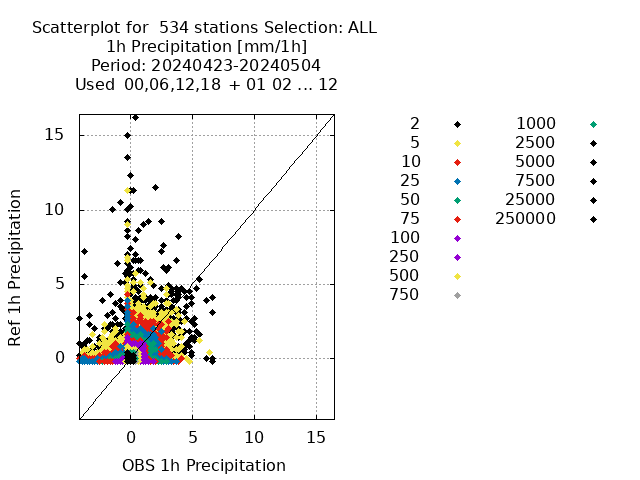 Scatterplot for 534 stations Selection: ALL
1h Precipitation [mm/1h]
Period: 20240423-20240504
Used 00,06,12,18 + 01 02 ... 12
15
10
5
0
Ref 1h Precipitation
0 5 10 15
OBS 1h Precipitation
2 1000
5 2500
10 5000
25 7500
50 25000
75 250000
100
250
500
750